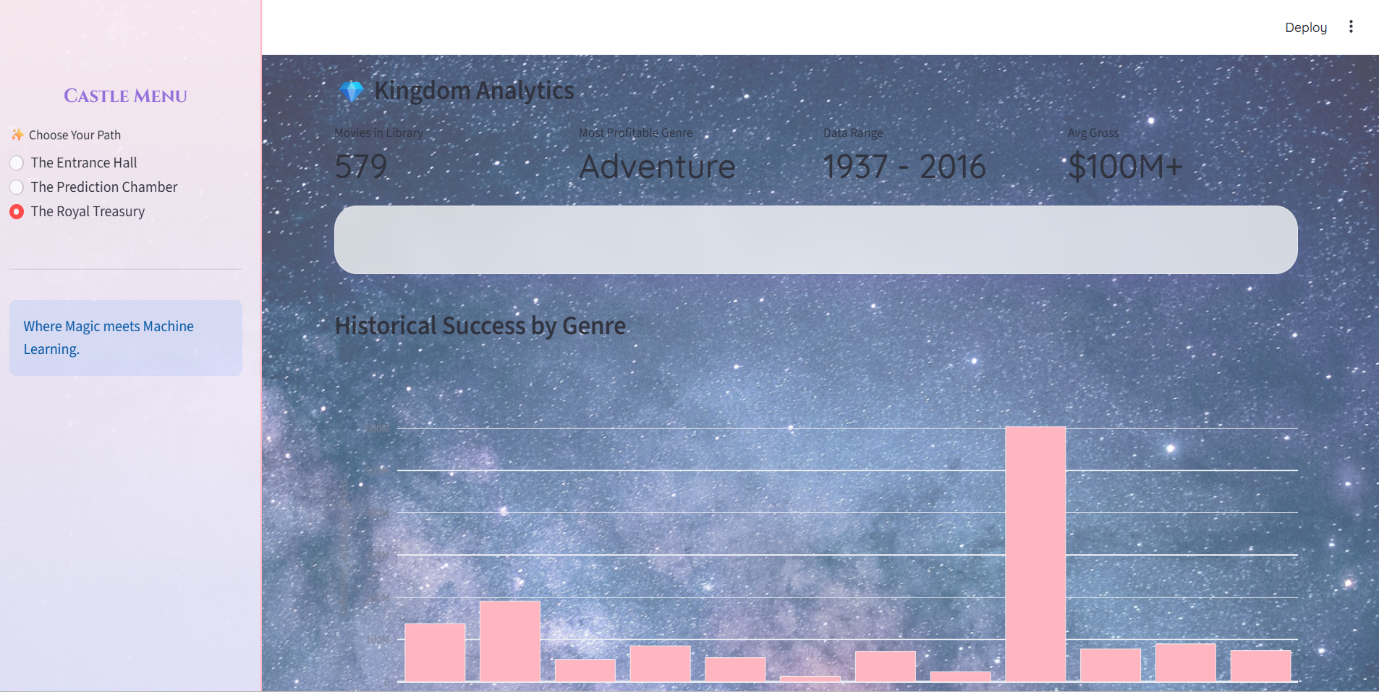 Deploy
CASTLE MENU
✨ Choose Your Path
The Entrance Hall
The Prediction Chamber
The Royal Treasury
Where Magic meets Machine
Learning.
💎 Kingdom Analytics
Movies in Library
579
Most Profitable Genre
Adventure
Data Range
1937 - 2016
Avg Gross
$100M+
Historical Success by Genre
100M